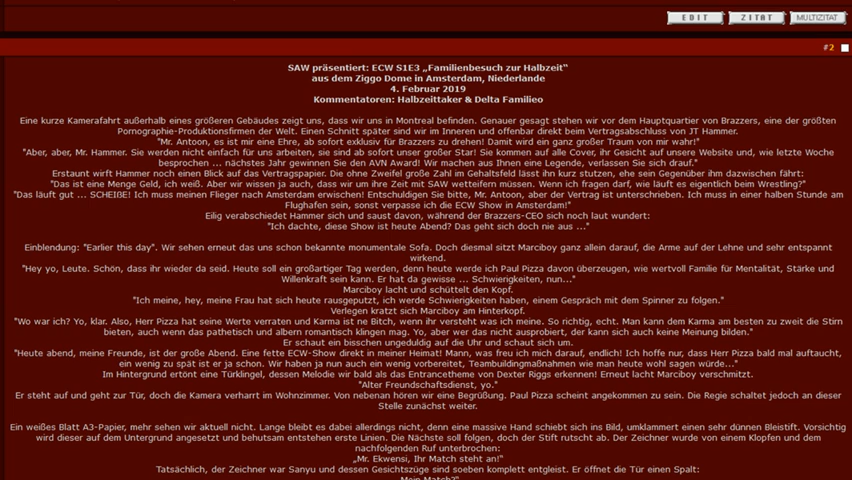 EDIT ZITAT MULTIZITAT
#2
SAW präsentiert: ECW S1E3 „Familienbesuch zur Halbzeit“
aus dem Ziggo Dome in Amsterdam, Niederlande
4. Februar 2019
Kommentatoren: Halbzeittaker & Delta Familieo
Eine kurze Kamerafahrt außerhalb eines größeren Gebäudes zeigt uns, dass wir uns in Montreal befinden. Genauer gesagt stehen wir vor dem Hauptquartier von Brazzers, eine der größten
Pornographie-Produktionsfirmen der Welt. Einen Schnitt später sind wir im Inneren und offenbar direkt beim Vertragsabschluss von JT Hammer.
"Mr. Antoon, es ist mir eine Ehre, ab sofort exklusiv für Brazzers zu drehen! Damit wird ein ganz großer Traum von mir wahr!"
"Aber, aber, Mr. Hammer. Sie werden nicht einfach für uns arbeiten, sie sind ab sofort unser großer Star! Sie kommen auf alle Cover, ihr Gesicht auf unsere Website und, wie letzte Woche
besprochen ... nächstes Jahr gewinnen Sie den AVN Award! Wir machen aus Ihnen eine Legende, verlassen Sie sich drauf."
Erstaunt wirft Hammer noch einen Blick auf das Vertragspapier. Die ohne Zweifel große Zahl im Gehaltsfeld lässt ihn kurz stutzen, ehe sein Gegenüber ihm dazwischen fährt:
"Das ist eine Menge Geld, ich weiß. Aber wir wissen ja auch, dass wir um ihre Zeit mit SAW wetteifern müssen. Wenn ich fragen darf, wie läuft es eigentlich beim Wrestling?"
"Das läuft gut ... SCHEIßE! Ich muss meinen Flieger nach Amsterdam erwischen! Entschuldigen Sie bitte, Mr. Antoon, aber der Vertrag ist unterschrieben. Ich muss in einer halben Stunde am
Flughafen sein, sonst verpasse ich die ECW Show in Amsterdam!"
Eilig verabschiedet Hammer sich und saust davon, während der Brazzers-CEO sich noch laut wundert:
"Ich dachte, diese Show ist heute Abend? Das geht sich doch nie aus ..."
Einblendung: "Earlier this day". Wir sehen erneut das uns schon bekannte monumentale Sofa. Doch diesmal sitzt Marciboy ganz allein darauf, die Arme auf der Lehne und sehr entspannt
wirkend.
"Hey yo, Leute. Schön, dass ihr wieder da seid. Heute soll ein großartiger Tag werden, denn heute werde ich Paul Pizza davon überzeugen, wie wertvoll Familie für Mentalität, Stärke und
Willenkraft sein kann. Er hat da gewisse ... Schwierigkeiten, nun..."
Marciboy lacht und schüttelt den Kopf.
"Ich meine, hey, meine Frau hat sich heute rausgeputzt, ich werde Schwierigkeiten haben, einem Gespräch mit dem Spinner zu folgen."
Verlegen kratzt sich Marciboy am Hinterkopf.
"Wo war ich? Yo, klar. Also, Herr Pizza hat seine Werte verraten und Karma ist ne Bitch, wenn ihr versteht was ich meine. So richtig, echt. Man kann dem Karma am besten zu zweit die Stirn
bieten, auch wenn das pathetisch und albern romantisch klingen mag. Yo, aber wer das nicht ausprobiert, der kann sich auch keine Meinung bilden."
Er schaut ein bisschen ungeduldig auf die Uhr und schaut sich um.
"Heute abend, meine Freunde, ist der große Abend. Eine fette ECW-Show direkt in meiner Heimat! Mann, was freu ich mich darauf, endlich! Ich hoffe nur, dass Herr Pizza bald mal auftaucht,
ein wenig zu spät ist er ja schon. Wir haben ja nun auch ein wenig vorbereitet, Teambuildingmaßnahmen wie man heute wohl sagen würde..."
Im Hintergrund ertönt eine Türklingel, dessen Melodie wir bald als das Entrancetheme von Dexter Riggs erkennen! Erneut lacht Marciboy verschmitzt.
"Alter Freundschaftsdienst, yo."
Er steht auf und geht zur Tür, doch die Kamera verharrt im Wohnzimmer. Von nebenan hören wir eine Begrüßung. Paul Pizza scheint angekommen zu sein. Die Regie schaltet jedoch an dieser
Stelle zunächst weiter.
Ein weißes Blatt A3-Papier, mehr sehen wir aktuell nicht. Lange bleibt es dabei allerdings nicht, denn eine massive Hand schiebt sich ins Bild, umklammert einen sehr dünnen Bleistift. Vorsichtig
wird dieser auf dem Untergrund angesetzt und behutsam entstehen erste Linien. Die Nächste soll folgen, doch der Stift rutscht ab. Der Zeichner wurde von einem Klopfen und dem
nachfolgenden Ruf unterbrochen:
„Mr. Ekwensi, Ihr Match steht an!“
Tatsächlich, der Zeichner war Sanyu und dessen Gesichtszüge sind soeben komplett entgleist. Er öffnet die Tür einen Spalt:
„Mein Match?“